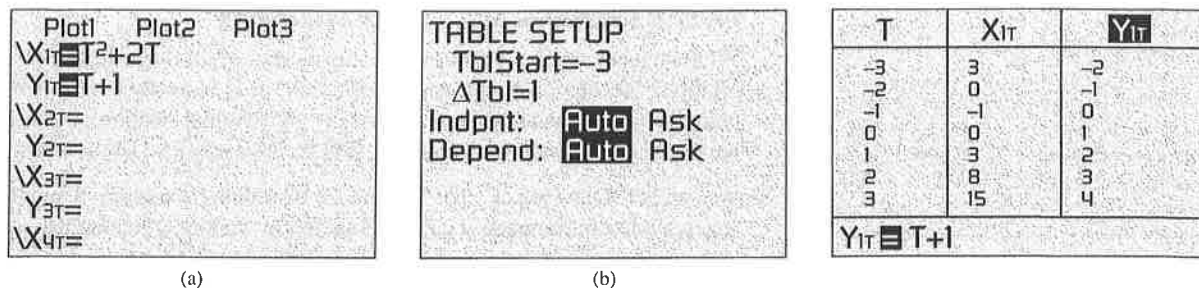 Plot1 Plot2 Plot3
\X1T=T²+2T
Y1T=T+1
\X2T=
Y2T=
\X3T=
Y3T=
\X4T=
(a)
TABLE SETUP
TblStart=-3
ΔTbl=1
Indpnt: Auto Ask
Depend: Auto Ask
(b)
T X1T Y1T
-3 3 -2
-2 0 -1
-1 -1 0
0 0 1
1 3 2
2 8 3
3 15 4
Y1T=T+1